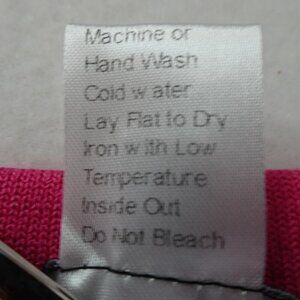 Machine or
Hand Wash
Cold water
Lay Flat to Dry
Iron with Low
Temperature
Inside Out
Do Not Bleach